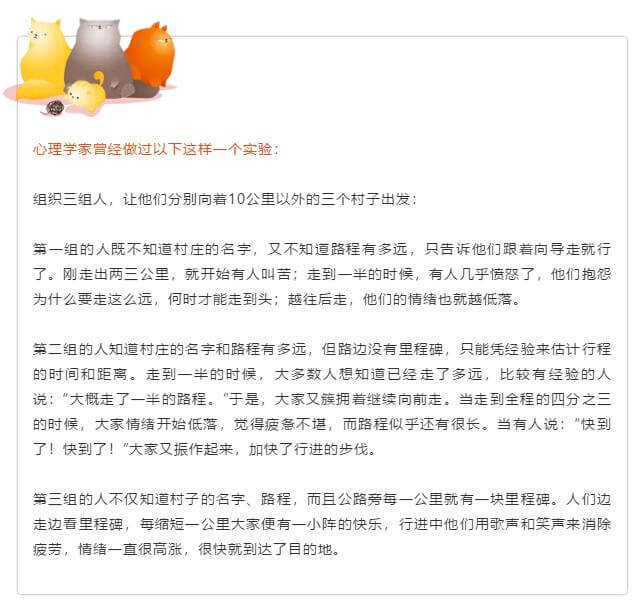 心理学家曾经做过以下这样一个实验：
组织三组人，让他们分别向着10公里以外的三个村子出发：
第一组的人既不知道村庄的名字，又不知道路程有多远，只告诉他们跟着向导走就行
了。刚走出两三公里，就开始有人叫苦；走到一半的时候，有人几乎愤怒了，他们抱怨
为什么要走这么远，何时才能走到头；越往后走，他们的情绪也就越低落。
第二组的人知道村庄的名字和路程有多远，但路边没有里程碑，只能凭经验来估计行程
的时间和距离。走到一半的时候，大多数人想知道已经走了多远，比较有经验的人
说：“大概走了一半的路程。”于是，大家又簇拥着继续向前走。当走到全程的四分之三
的时候，大家情绪开始低落，觉得疲惫不堪，而路程似乎还有很长。当有人说：“快到
了！快到了！”大家又振作起来，加快了行进的步伐。
第三组的人不仅知道村子的名字、路程，而且公路旁每一公里就有一块里程碑。人们边
走边看里程碑，每缩短一公里大家便有一小阵的快乐，行进中他们用歌声和笑声来消除
疲劳，情绪一直很高涨，很快就到达了目的地。